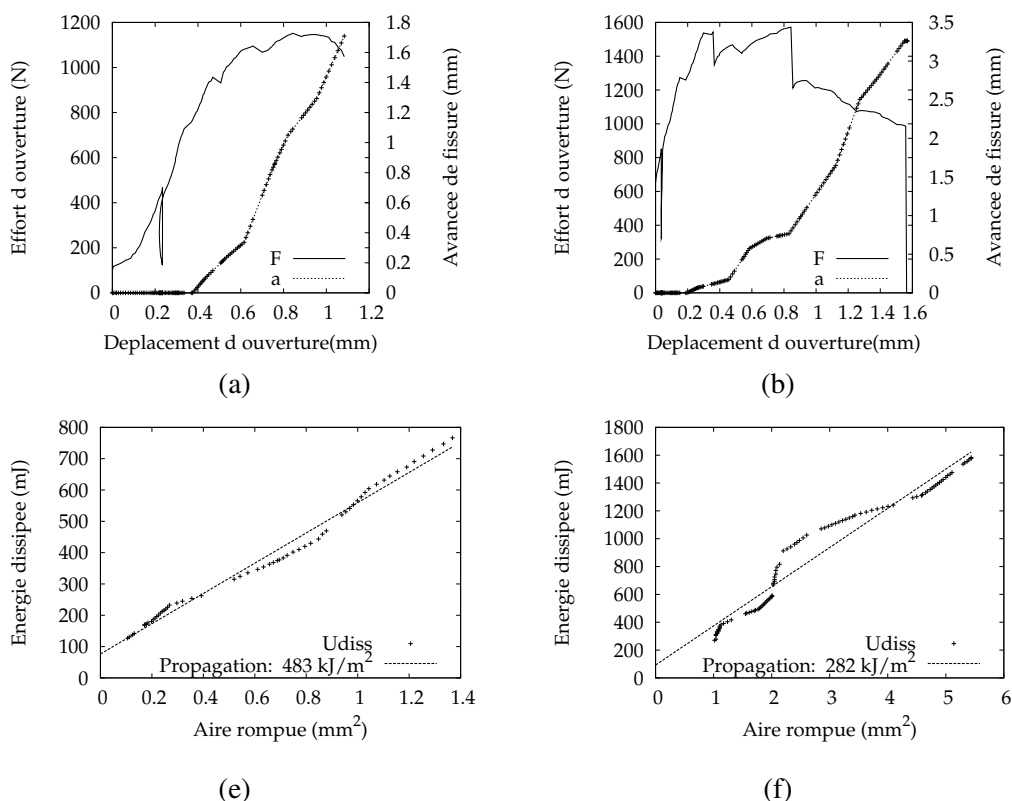 1200
1000
800
600
400
200
0
Effort d ouverture (N)
1.8
1.6
1.4
1.2
1
0.8
0.6
0.4
0.2
0
Avancee de fissure (mm)
F
a
0 0.2 0.4 0.6 0.8 1 1.2
Deplacement d ouverture(mm)
(a)
1600
1400
1200
1000
800
600
400
200
0
Effort d ouverture (N)
3.5
3
2.5
2
1.5
1
0.5
0
Avancee de fissure (mm)
F
a
0 0.2 0.4 0.6 0.8 1 1.2 1.4 1.6
Deplacement d ouverture(mm)
(b)
800
700
600
500
400
300
200
100
0
Energie dissipee (mJ)
Udiss
Propagation: 483 kJ/m²
0 0.2 0.4 0.6 0.8 1 1.2 1.4
Aire rompue (mm²)
(e)
1800
1600
1400
1200
1000
800
600
400
200
0
Energie dissipee (mJ)
Udiss
Propagation: 282 kJ/m²
0 1 2 3 4 5 6
Aire rompue (mm²)
(f)